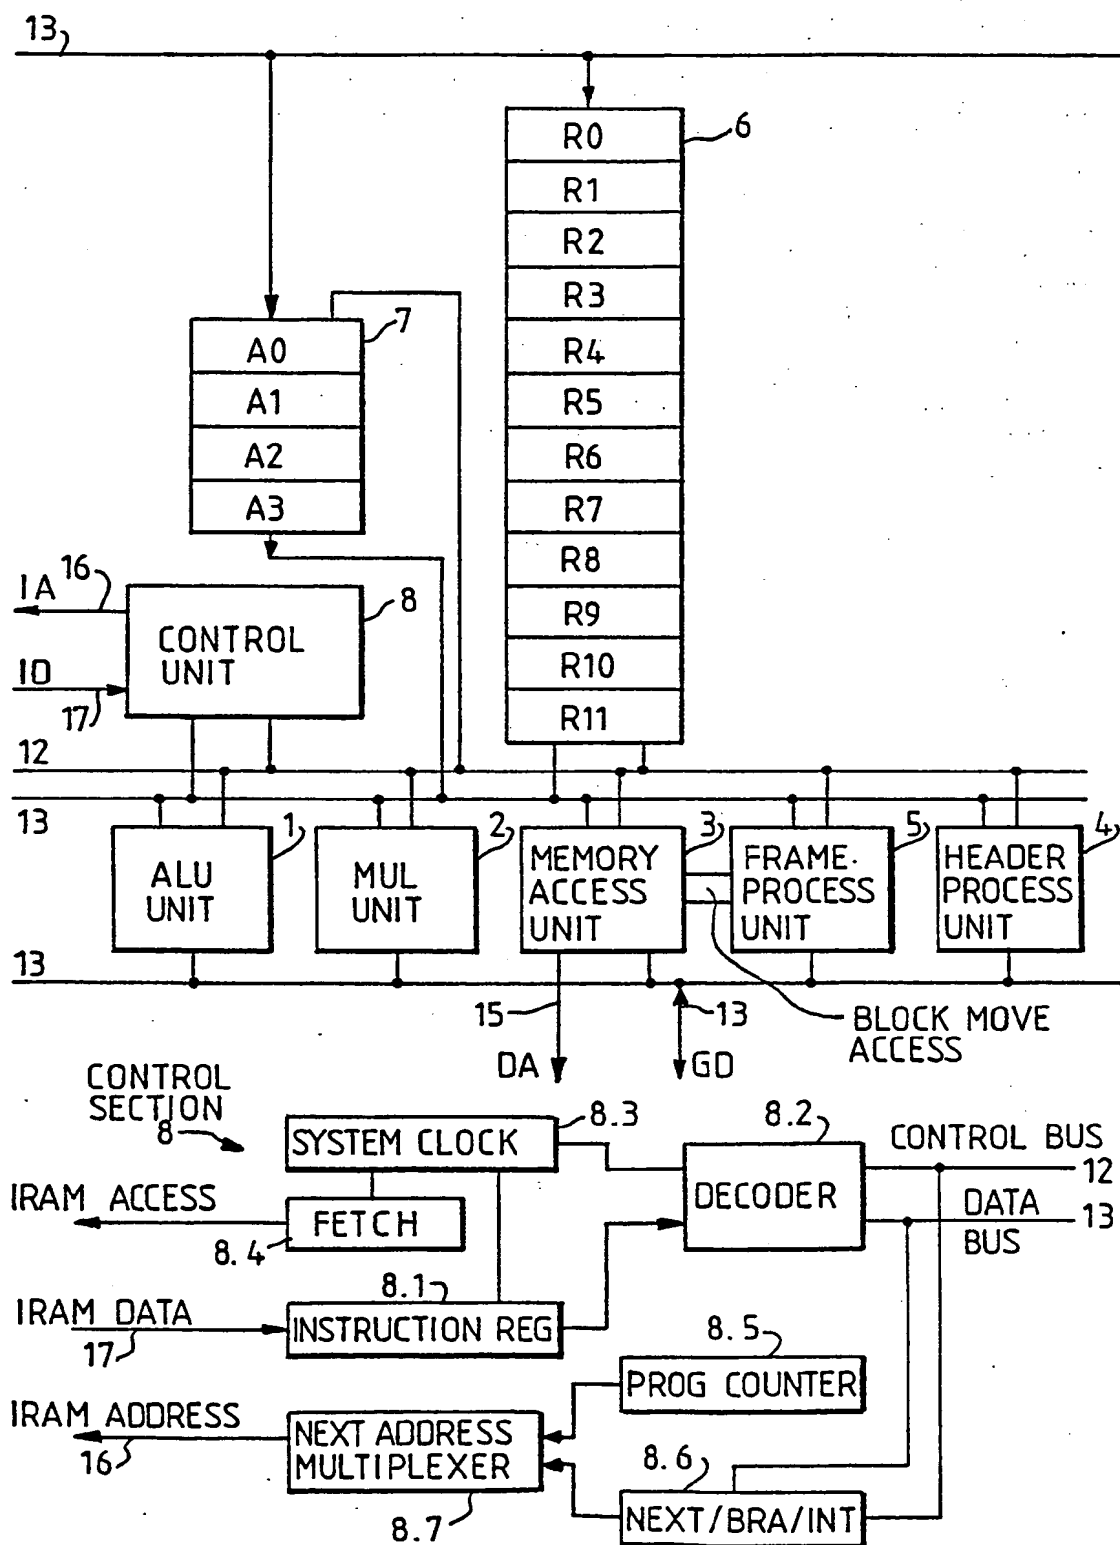 13
R0
6
R1
R2
R3
7
A0
R4
A1
R5
A2
R6
A3
R7
R8
IA
16
8
R9
CONTROL
UNIT
R10
ID
17
R11
12
13
1
2
3
5
4
ALU
UNIT
MUL
UNIT
MEMORY
ACCESS
UNIT
FRAME.
PROCESS
UNIT
HEADER
PROCESS
UNIT
13
15
13
BLOCK MOVE
ACCESS
DA
GD
CONTROL
SECTION
8
8.3
8.2
SYSTEM CLOCK
CONTROL BUS
12
DECODER
IRAM ACCESS
FETCH
8.4
DATA
BUS
13
8.1
IRAM DATA
17
INSTRUCTION REG
8.5
PROG COUNTER
IRAM ADDRESS
16
NEXT ADDRESS
MULTIPLEXER
8.7
8.6
NEXT/BRA/INT